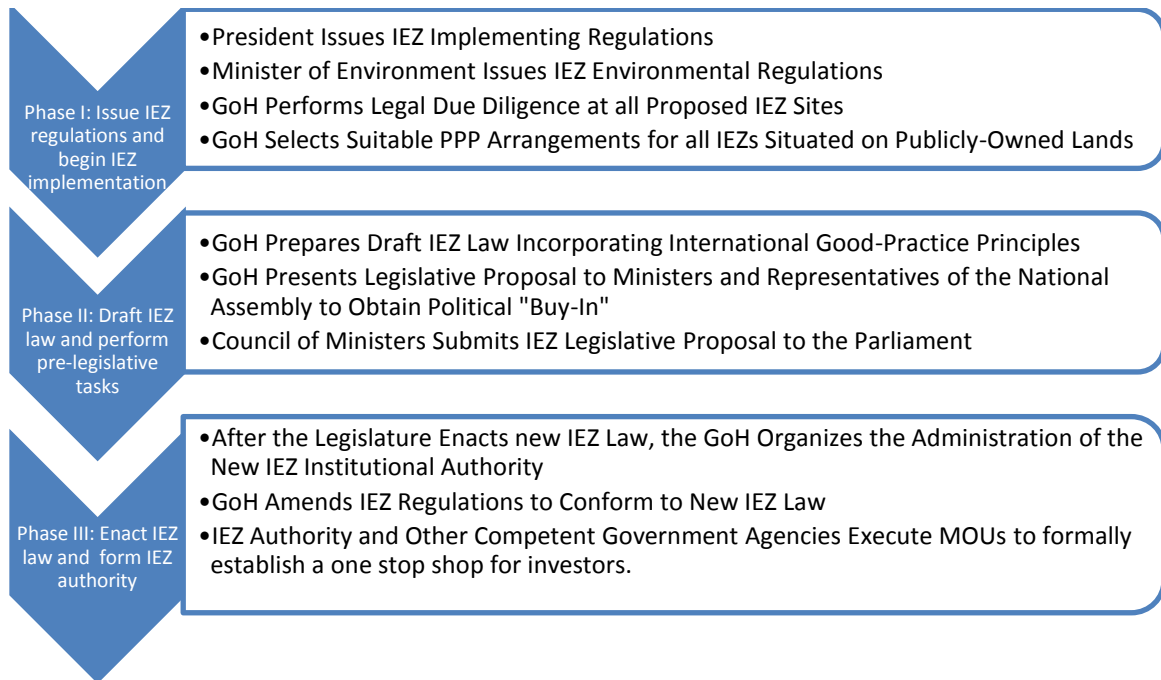 Phase I: Issue IEZ
regulations and
begin IEZ
implementation
•President Issues IEZ Implementing Regulations
•Minister of Environment Issues IEZ Environmental Regulations
•GoH Performs Legal Due Diligence at all Proposed IEZ Sites
•GoH Selects Suitable PPP Arrangements for all IEZs Situated on Publicly-Owned Lands
Phase II: Draft IEZ
law and perform
pre-legislative
tasks
•GoH Prepares Draft IEZ Law Incorporating International Good-Practice Principles
•GoH Presents Legislative Proposal to Ministers and Representatives of the National
Assembly to Obtain Political "Buy-In"
•Council of Ministers Submits IEZ Legislative Proposal to the Parliament
Phase III: Enact IEZ
law and form IEZ
authority
•After the Legislature Enacts new IEZ Law, the GoH Organizes the Administration of the
New IEZ Institutional Authority
•GoH Amends IEZ Regulations to Conform to New IEZ Law
•IEZ Authority and Other Competent Government Agencies Execute MOUs to formally
establish a one stop shop for investors.